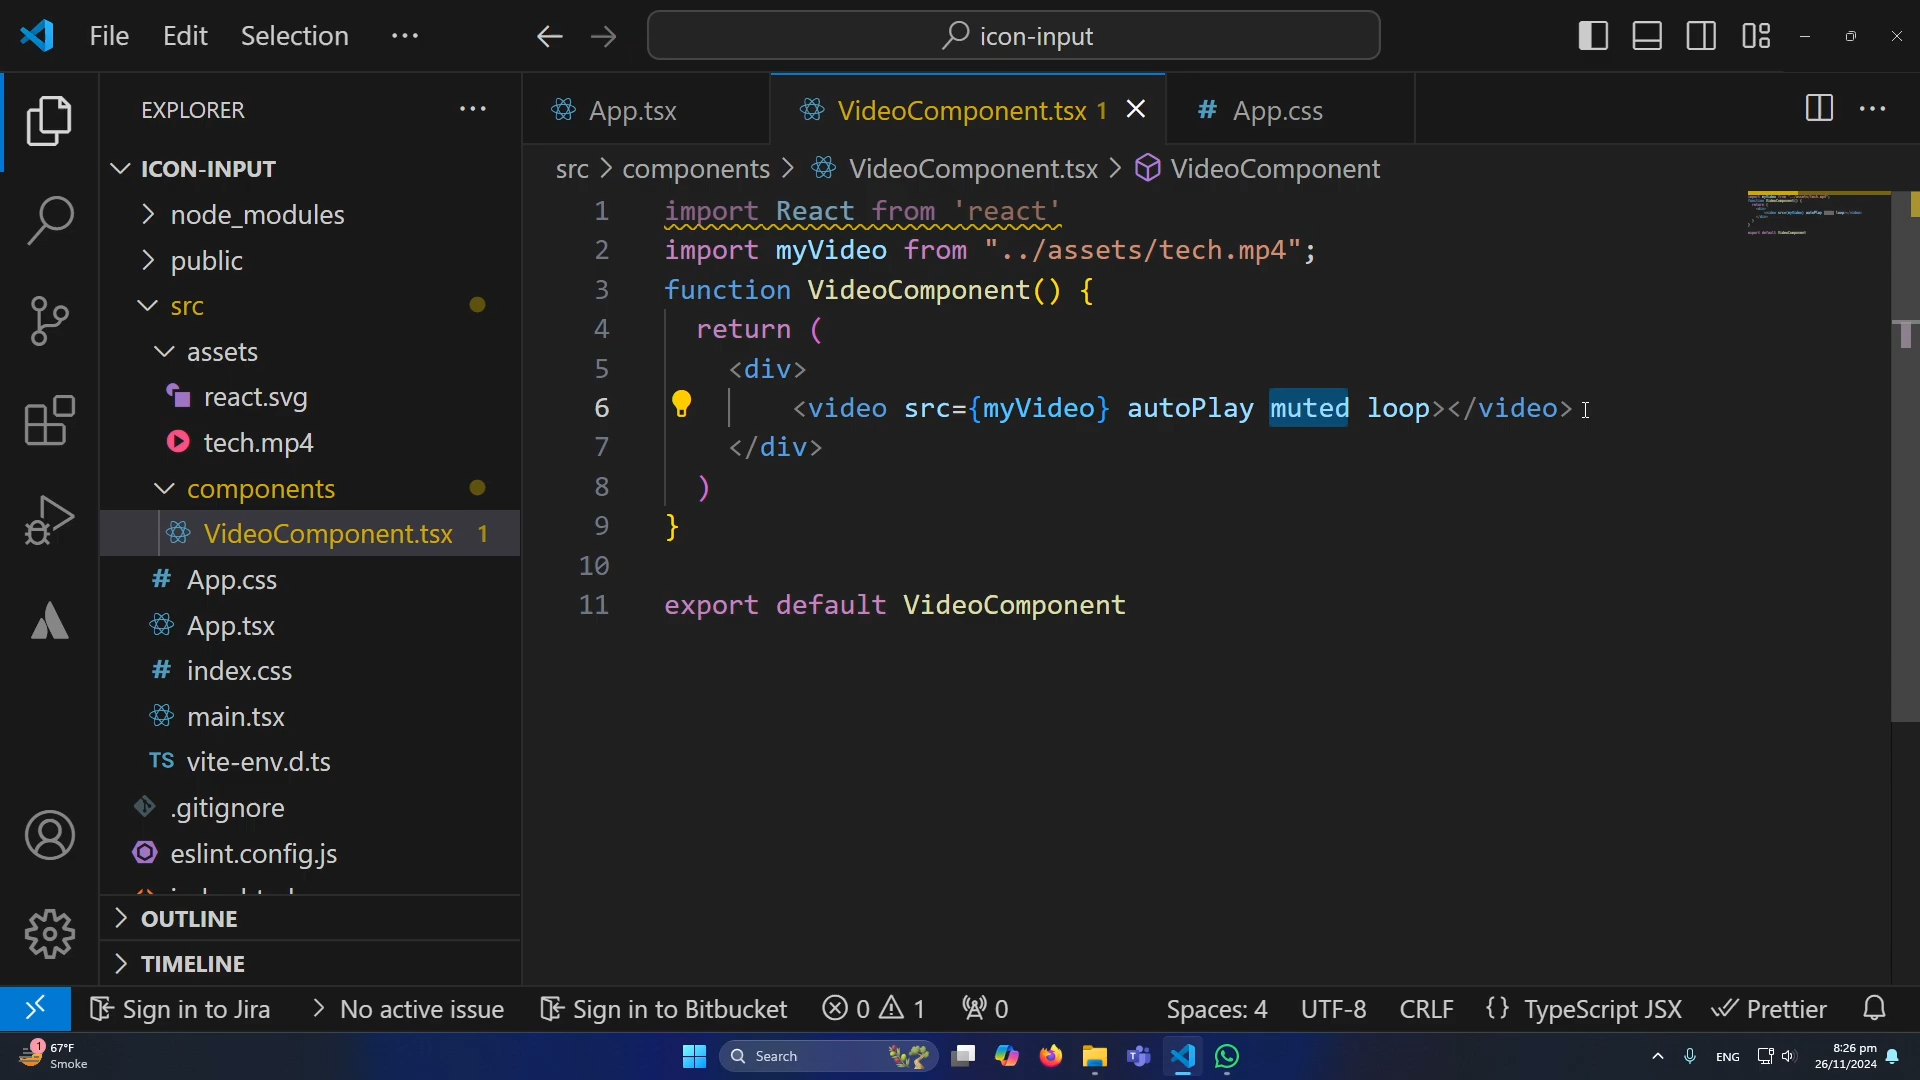 File Edit Selection ··· icon-input
EXPLORER ···
App.tsx VideoComponent.tsx 1 App.css
ICON-INPUT
src > components > VideoComponent.tsx > VideoComponent
node_modules
public
src
assets
react.svg
tech.mp4
components
VideoComponent.tsx 1
App.css
App.tsx
index.css
main.tsx
TS vite-env.d.ts
.gitignore
eslint.config.js
OUTLINE
TIMELINE
1 import React from 'react'
2 import myVideo from "../assets/tech.mp4";
3 function VideoComponent() {
4 return (
5 <div>
6 <video src={myVideo} autoPlay muted loop></video>
7 </div>
8 )
9 }
10
11 export default VideoComponent
Sign in to Jira No active issue Sign in to Bitbucket 0 1 0 Spaces: 4 UTF-8 CRLF {} TypeScript JSX Prettier
1 67°F
Smoke
Search
ENG
8:26 pm
26/11/2024